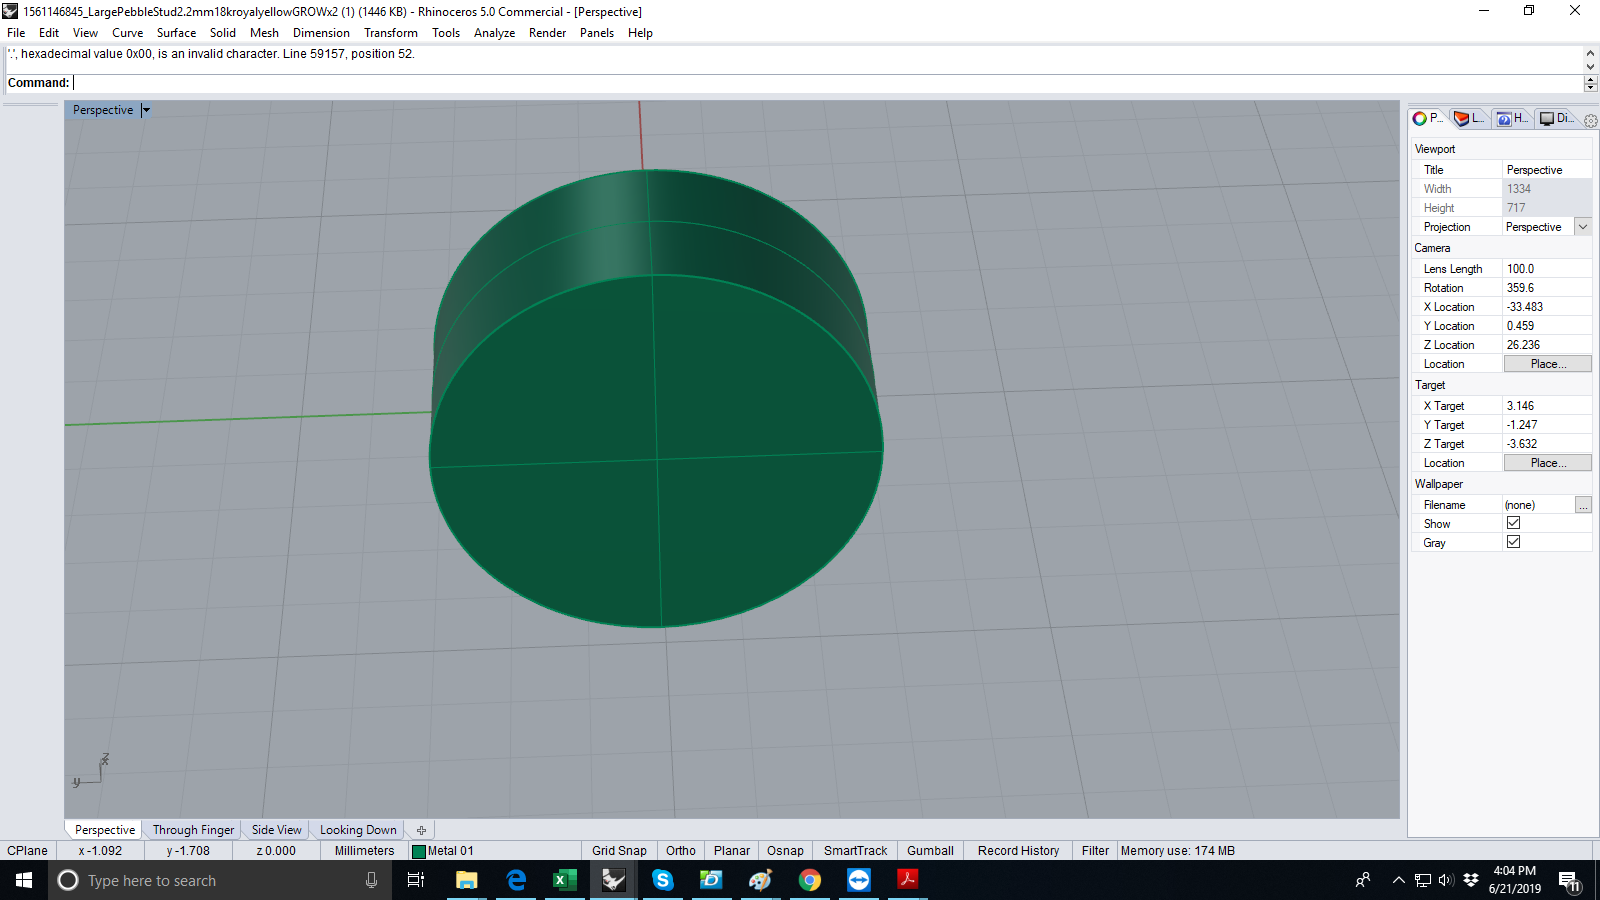 1561146845_LargePebbleStud2.2mm18kroyalyellowGROWx2 (1) (1446 KB) - Rhinoceros 5.0 Commercial - [Perspective]
File Edit View Curve Surface Solid Mesh Dimension Transform Tools Analyze Render Panels Help
'.', hexadecimal value 0x00, is an invalid character. Line 59157, position 52.
Command:
Perspective
P... L... H... Di...
Viewport
Title Perspective
Width 1334
Height 717
Projection Perspective
Camera
Lens Length 100.0
Rotation 359.6
X Location -33.483
Y Location 0.459
Z Location 26.236
Location Place...
Target
X Target 3.146
Y Target -1.247
Z Target -3.632
Location Place...
Wallpaper
Filename (none) ...
Show
Gray
z
x
y
Perspective Through Finger Side View Looking Down
CPlane x -1.092 y -1.708 z 0.000 Millimeters Metal 01 Grid Snap Ortho Planar Osnap SmartTrack Gumball Record History Filter Memory use: 174 MB
Type here to search
4:04 PM
6/21/2019
11